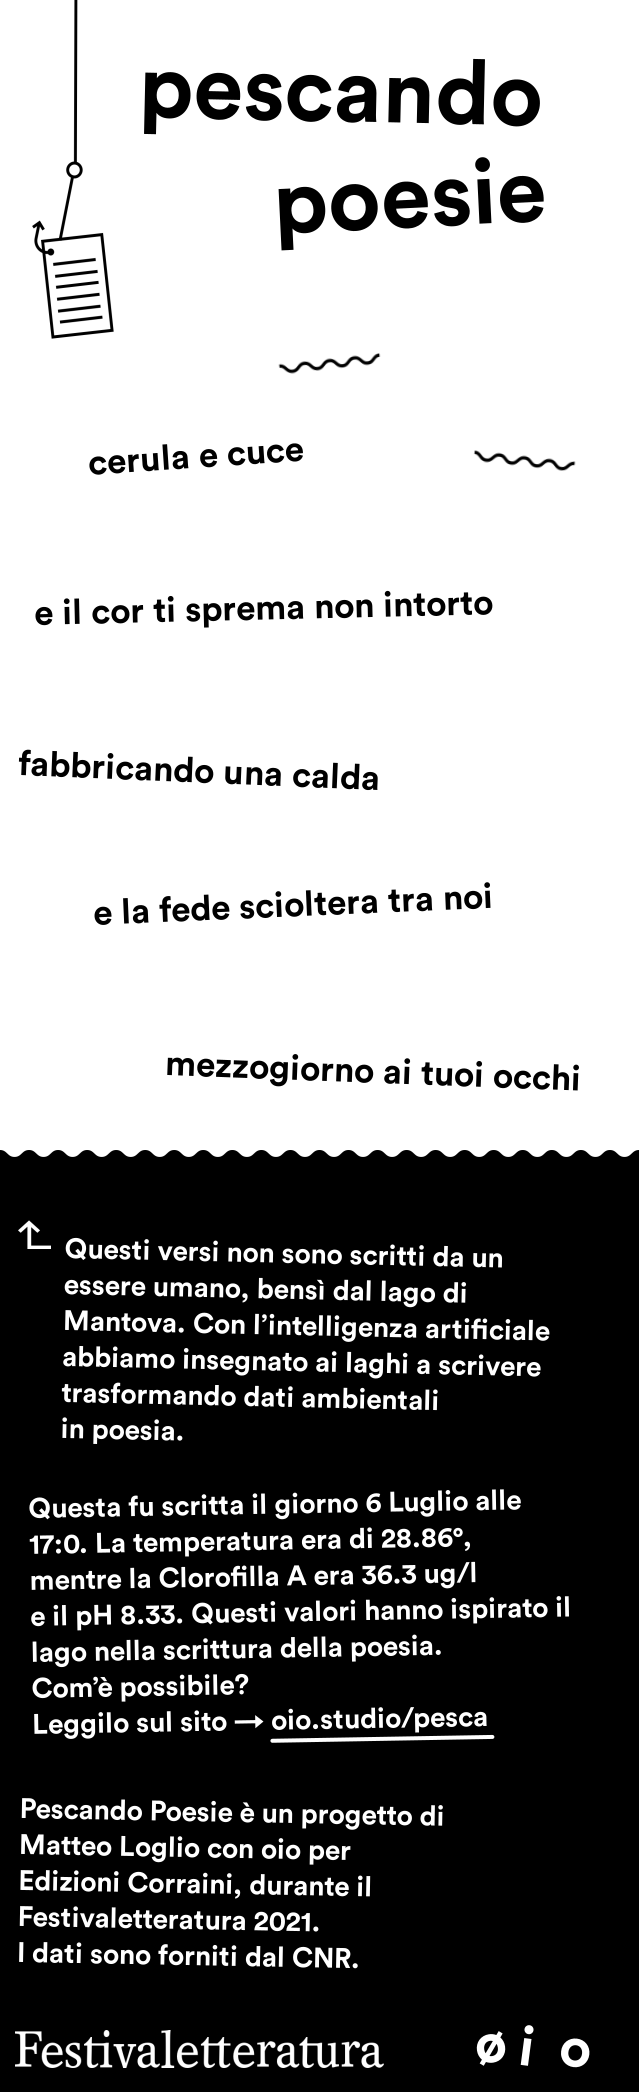 pescando
poesie
cerula e cuce
e il cor ti sprema non intorto
fabbricando una calda
e la fede scioltera tra noi
mezzogiorno ai tuoi occhi
Questi versi non sono scritti da un
essere umano, bensì dal lago di
Mantova. Con l’intelligenza artificiale
abbiamo insegnato ai laghi a scrivere
trasformando dati ambientali
in poesia.
Questa fu scritta il giorno 6 Luglio alle
17:0. La temperatura era di 28.86°,
mentre la Clorofilla A era 36.3 ug/l
e il pH 8.33. Questi valori hanno ispirato il
lago nella scrittura della poesia.
Com’è possibile?
Leggilo sul sito → oio.studio/pesca
Pescando Poesie è un progetto di
Matteo Loglio con oio per
Edizioni Corraini, durante il
Festivaletteratura 2021.
I dati sono forniti dal CNR.
Festivaletteratura øio